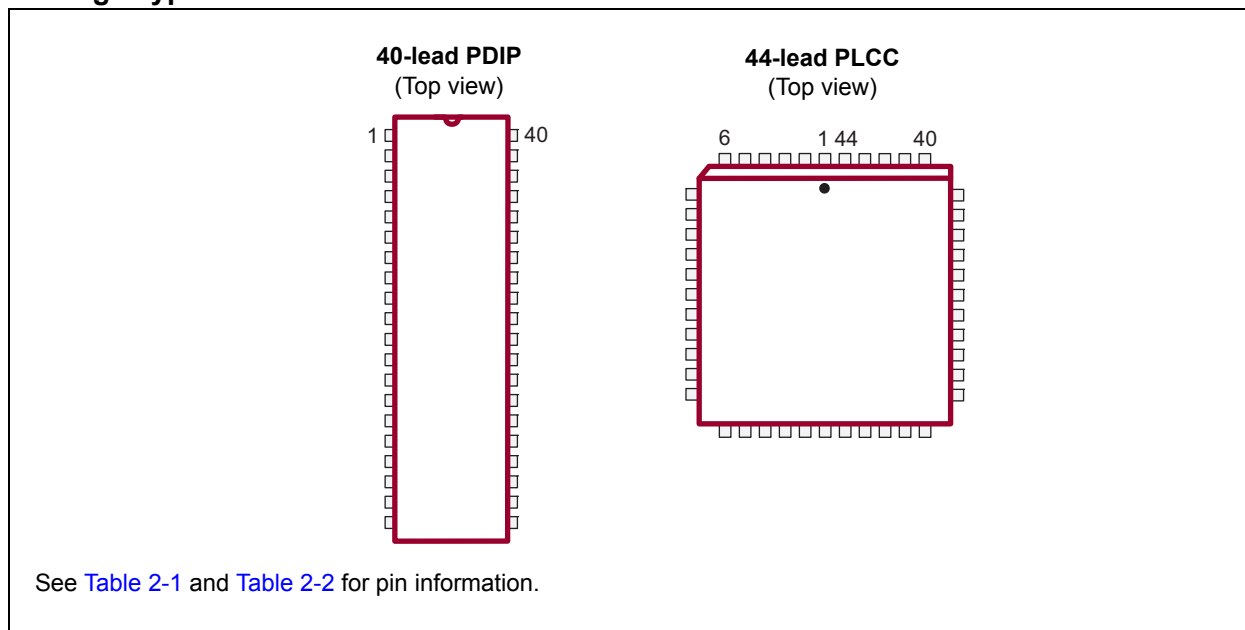 40-lead PDIP
(Top view)
1
40
44-lead PLCC
(Top view)
6
1 44
40
See Table 2-1 and Table 2-2 for pin information.